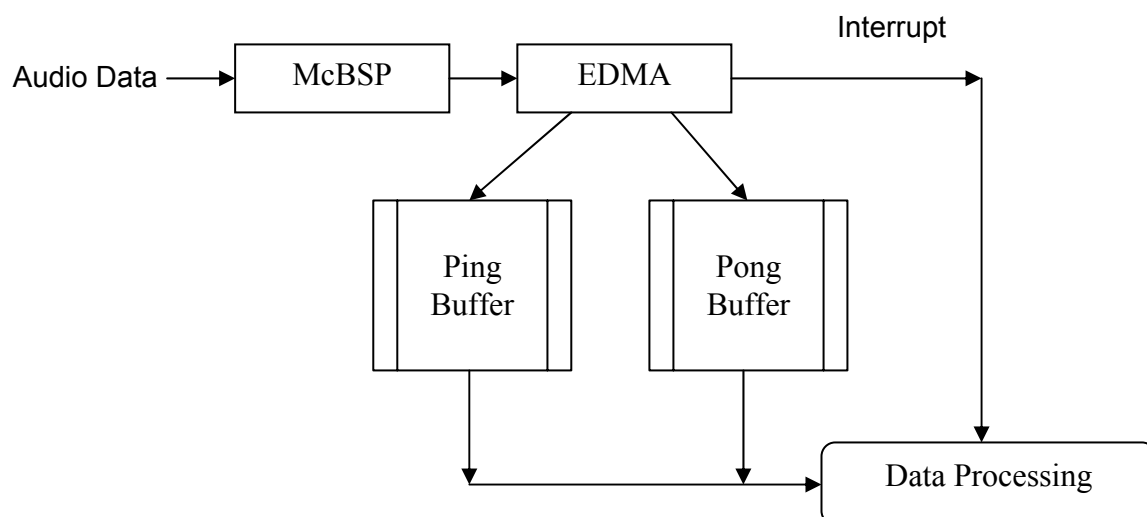 Interrupt
Audio Data
McBSP
EDMA
Ping
Buffer
Pong
Buffer
Data Processing